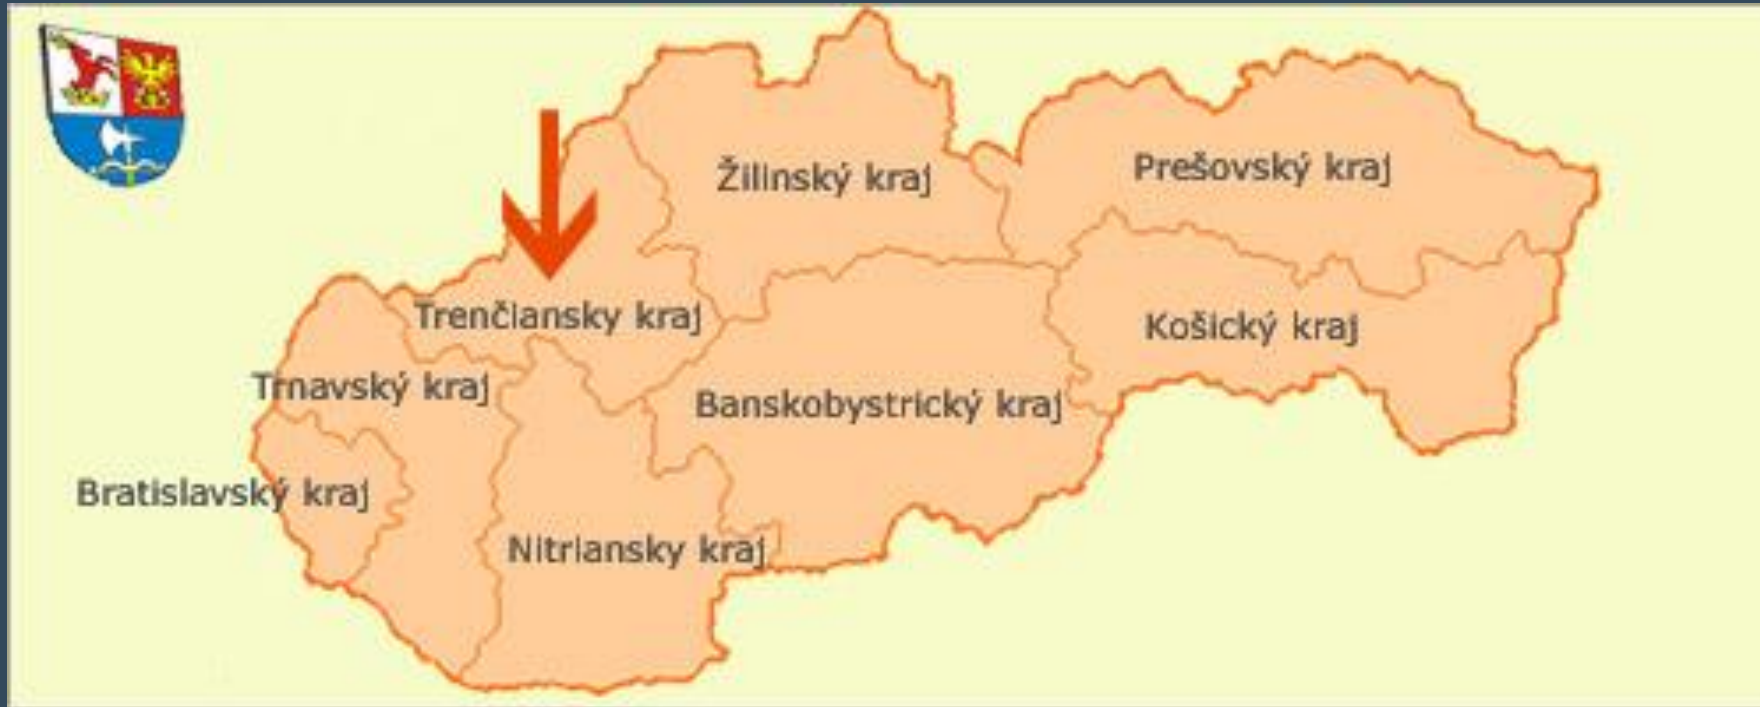 Žilinský kraj
Prešovský kraj
Trenčiansky kraj
Košický kraj
Trnavský kraj
Banskobystrický kraj
Bratislavský kraj
Nitriansky kraj